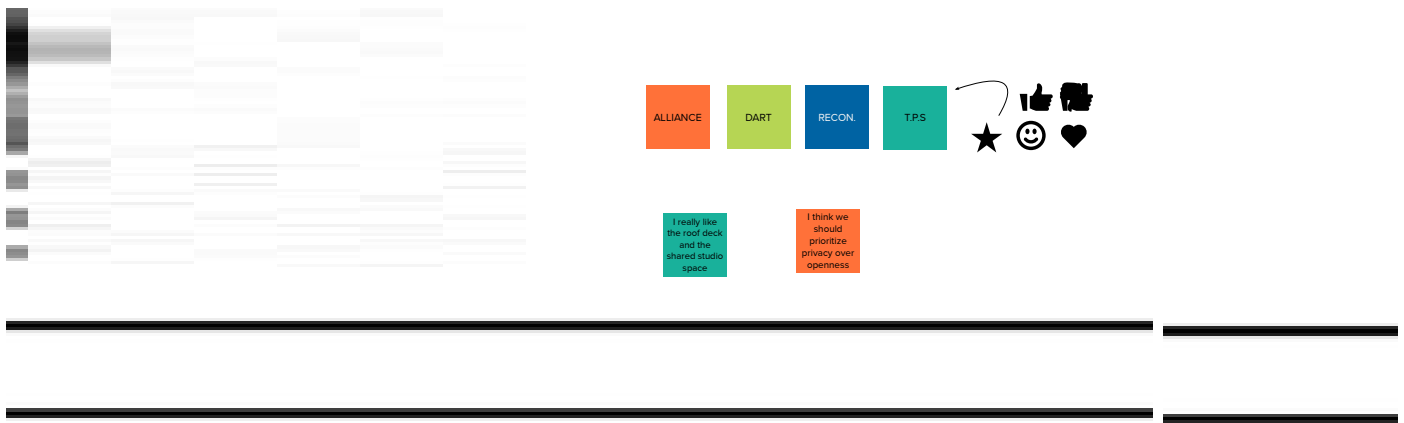 ALLIANCE
DART
RECON.
T.P.S
I really like
the roof deck
and the
shared studio
space
I think we
should
prioritize
privacy over
openness